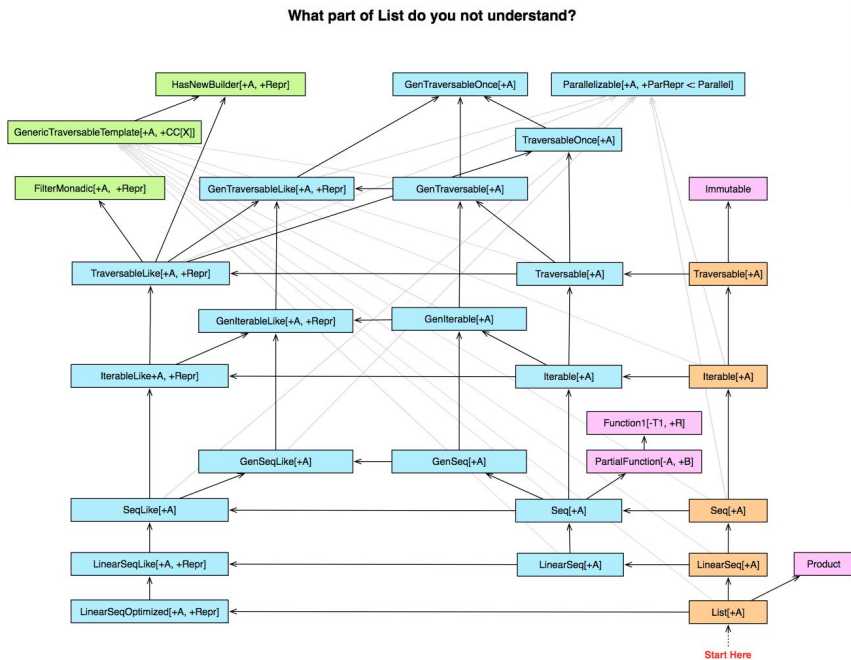 What part of List do you not understand?
HasNewBuilder[+A, +Repr]
GenTraversableOnce[+A]
Parallelizable[+A, +ParRepr <: Parallel]
GenericTraversableTemplate[+A, +CC[X]]
TraversableOnce[+A]
FilterMonadic[+A, +Repr]
GenTraversableLike[+A, +Repr]
GenTraversable[+A]
Immutable
TraversableLike[+A, +Repr]
Traversable[+A]
Traversable[+A]
GenIterableLike[+A, +Repr]
GenIterable[+A]
IterableLike+A, +Repr]
Iterable[+A]
Iterable[+A]
Function1[-T1, +R]
GenSeqLike[+A]
GenSeq[+A]
PartialFunction[-A, +B]
SeqLike[+A]
Seq[+A]
Seq[+A]
LinearSeqLike[+A, +Repr]
LinearSeq[+A]
LinearSeq[+A]
Product
LinearSeqOptimized[+A, +Repr]
List[+A]
Start Here